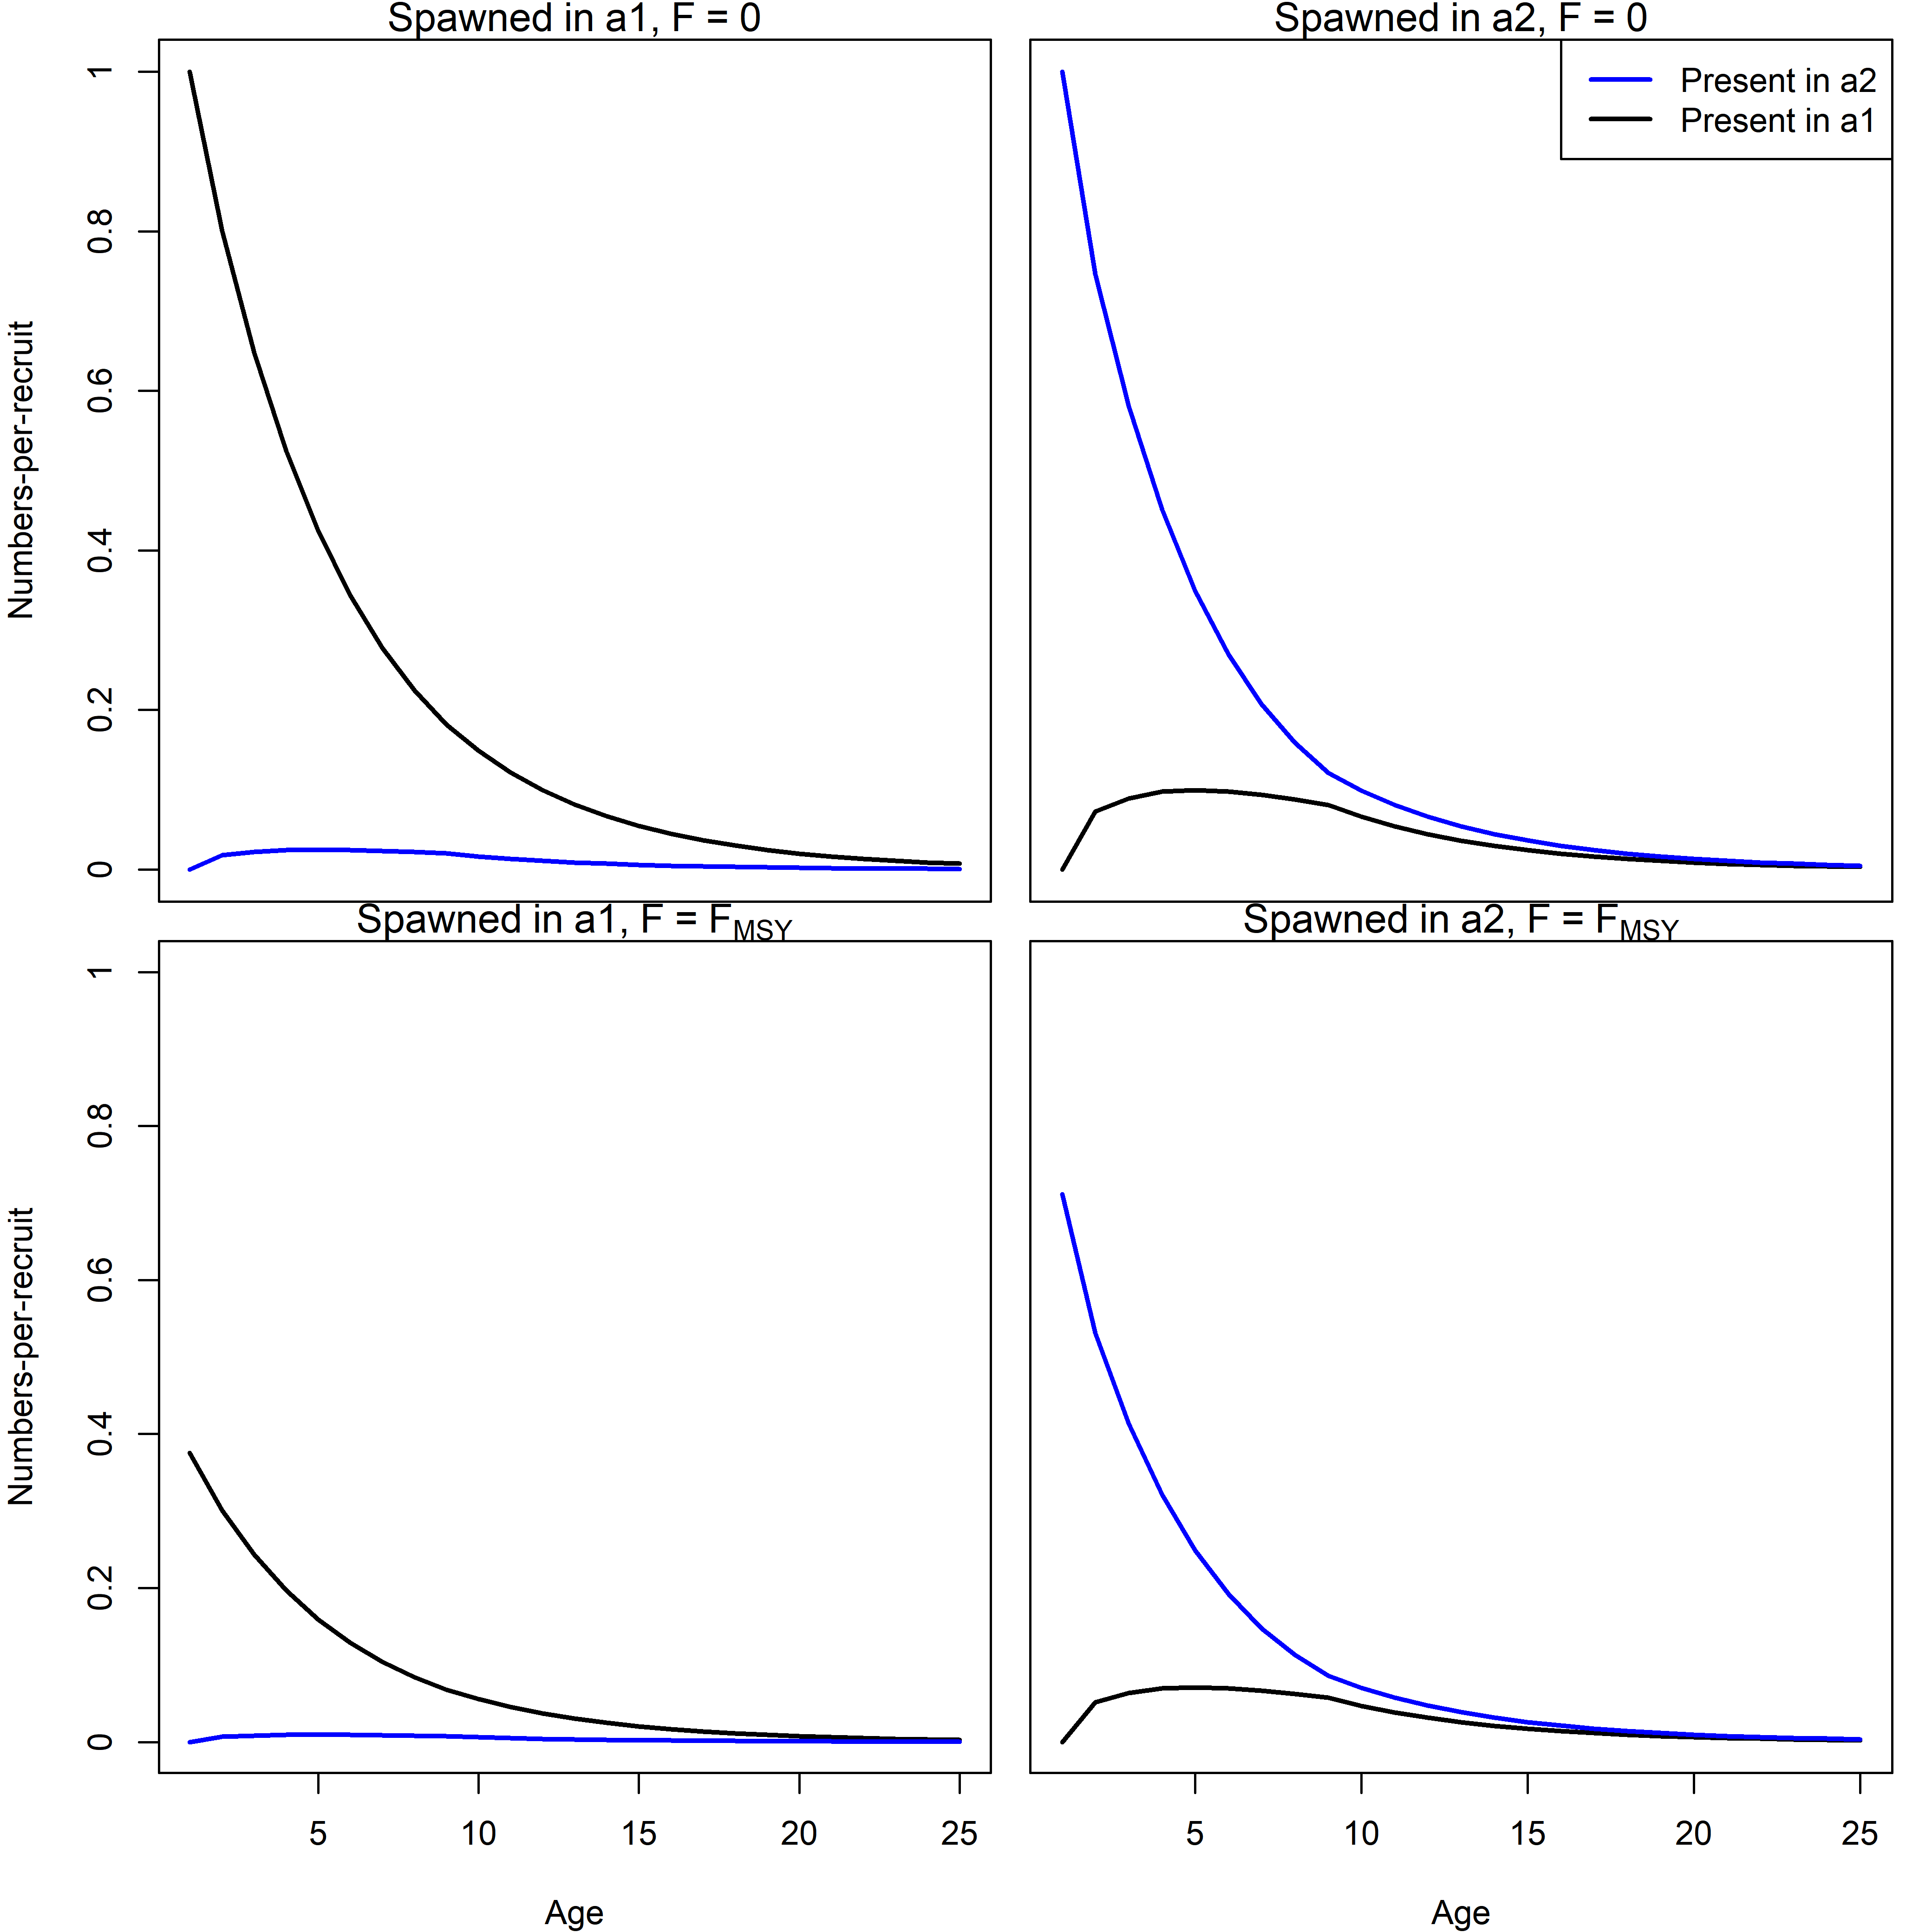 Spawned in a1, F = 0
Spawned in a2, F = 0
Present in a2
Present in a1
Numbers-per-recruit
1
0.8
0.6
0.4
0.2
0
Spawned in a1, F = FMSY
Spawned in a2, F = FMSY
Numbers-per-recruit
1
0.8
0.6
0.4
0.2
0
5 10 15 20 25
5 10 15 20 25
Age
Age